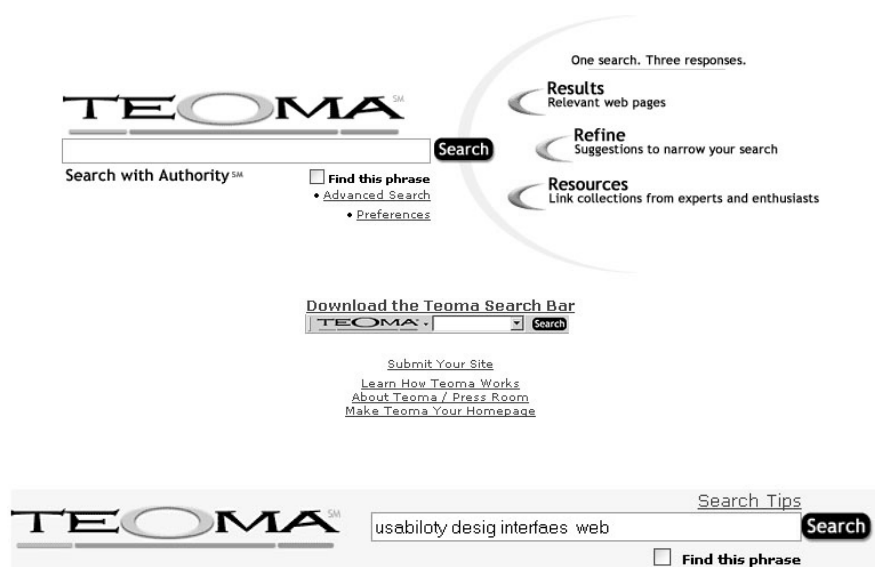 One search. Three responses.
TEOMA SM
Results
Relevant web pages
Refine
Suggestions to narrow your search
Search
Search with Authority SM
Find this phrase
• Advanced Search
• Preferences
Resources
Link collections from experts and enthusiasts
Download the Teoma Search Bar
TEOMA Search
Submit Your Site
Learn How Teoma Works
About Teoma / Press Room
Make Teoma Your Homepage
Search Tips
TEOMA SM
usabiloty desig interfaes web Search
Find this phrase